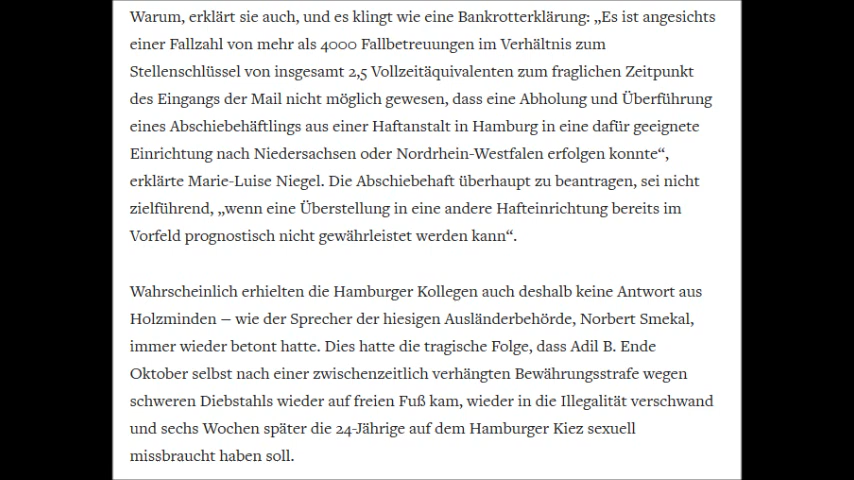 Warum, erklärt sie auch, und es klingt wie eine Bankrotterklärung: „Es ist angesichts
einer Fallzahl von mehr als 4000 Fallbetreuungen im Verhältnis zum
Stellenschlüssel von insgesamt 2,5 Vollzeitäquivalenten zum fraglichen Zeitpunkt
des Eingangs der Mail nicht möglich gewesen, dass eine Abholung und Überführung
eines Abschiebehäftlings aus einer Haftanstalt in Hamburg in eine dafür geeignete
Einrichtung nach Niedersachsen oder Nordrhein-Westfalen erfolgen konnte“,
erklärte Marie-Luise Niegel. Die Abschiebehaft überhaupt zu beantragen, sei nicht
zielführend, „wenn eine Überstellung in eine andere Hafteinrichtung bereits im
Vorfeld prognostisch nicht gewährleistet werden kann“.
Wahrscheinlich erhielten die Hamburger Kollegen auch deshalb keine Antwort aus
Holzminden – wie der Sprecher der hiesigen Ausländerbehörde, Norbert Smekal,
immer wieder betont hatte. Dies hatte die tragische Folge, dass Adil B. Ende
Oktober selbst nach einer zwischenzeitlich verhängten Bewährungsstrafe wegen
schweren Diebstahls wieder auf freien Fuß kam, wieder in die Illegalität verschwand
und sechs Wochen später die 24-Jährige auf dem Hamburger Kiez sexuell
missbraucht haben soll.